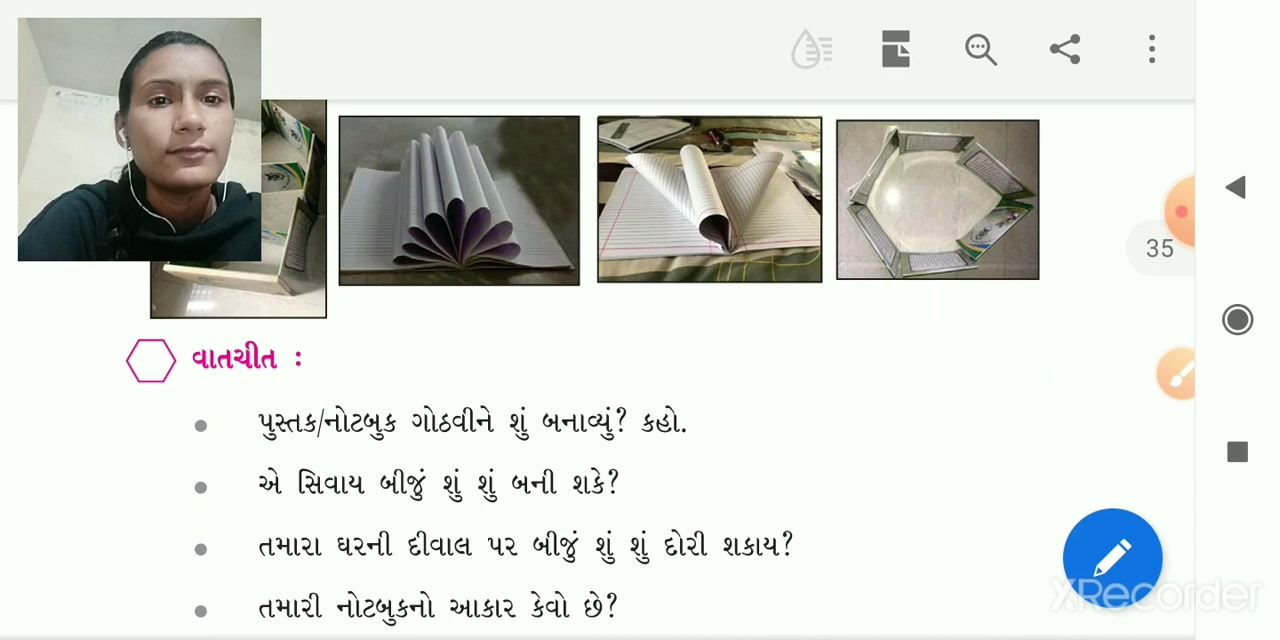 35
વાતચીત :
પુસ્તક/નોટબુક ગોઠવીને શું બનાવ્યું? કહો.
એ સિવાય બીજું શું શું બની શકે?
તમારા ઘરની દીવાલ પર બીજું શું શું દોરી શકાય?
તમારી નોટબુકનો આકાર કેવો છે?
XRecorder